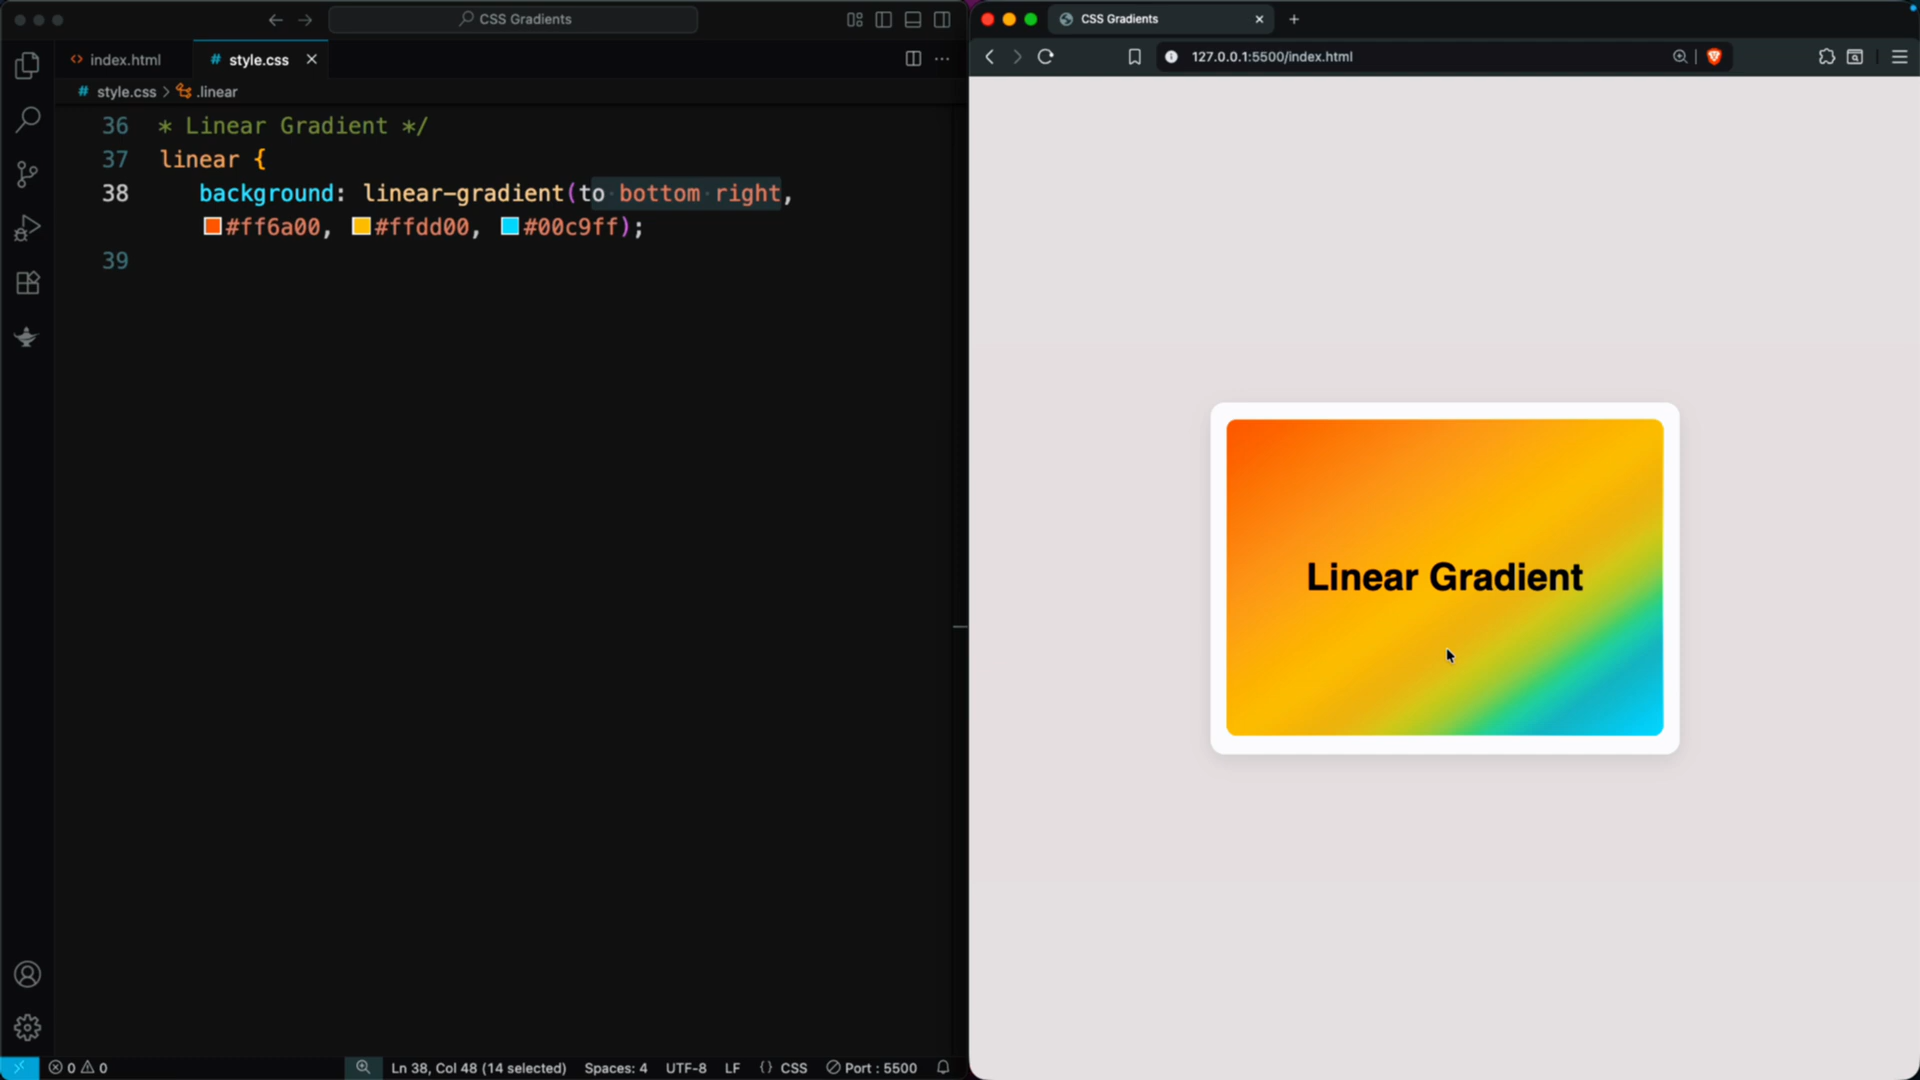 CSS Gradients
index.html
# style.css
# style.css > .linear
36 * Linear Gradient */
37 linear {
38 background: linear-gradient(to bottom right,
#ff6a00, #ffdd00, #00c9ff);
39
0 0
Ln 38, Col 48 (14 selected) Spaces: 4 UTF-8 LF {} CSS Port : 5500
CSS Gradients
127.0.0.1:5500/index.html
Linear Gradient